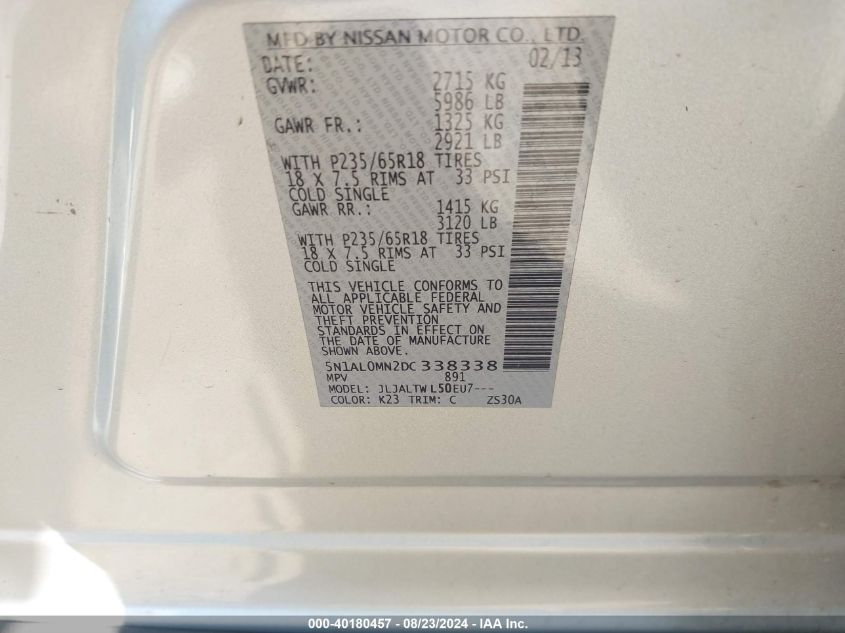 MFD BY NISSAN MOTOR CO., LTD.
DATE: 02/13
GVWR: 2715 KG
5986 LB
GAWR FR.: 1325 KG
2921 LB
WITH P235/65R18 TIRES
18 X 7.5 RIMS AT 33 PSI
COLD SINGLE
GAWR RR.: 1415 KG
3120 LB
WITH P235/65R18 TIRES
18 X 7.5 RIMS AT 33 PSI
COLD SINGLE
THIS VEHICLE CONFORMS TO
ALL APPLICABLE FEDERAL
MOTOR VEHICLE SAFETY AND
THEFT PREVENTION
STANDARDS IN EFFECT ON
THE DATE OF MANUFACTURE
SHOWN ABOVE.
5N1AL0MN2DC338338
MPV 891
MODEL: JLJALTWL50EU7---
COLOR: K23 TRIM: C ZS30A
000-40180457 - 08/23/2024 - IAA Inc.